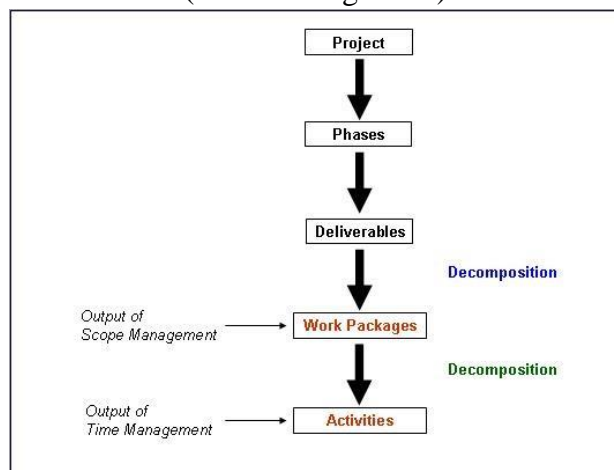 Project
Phases
Deliverables
Decomposition
Output of
Scope Management
Work Packages
Decomposition
Output of
Time Management
Activities